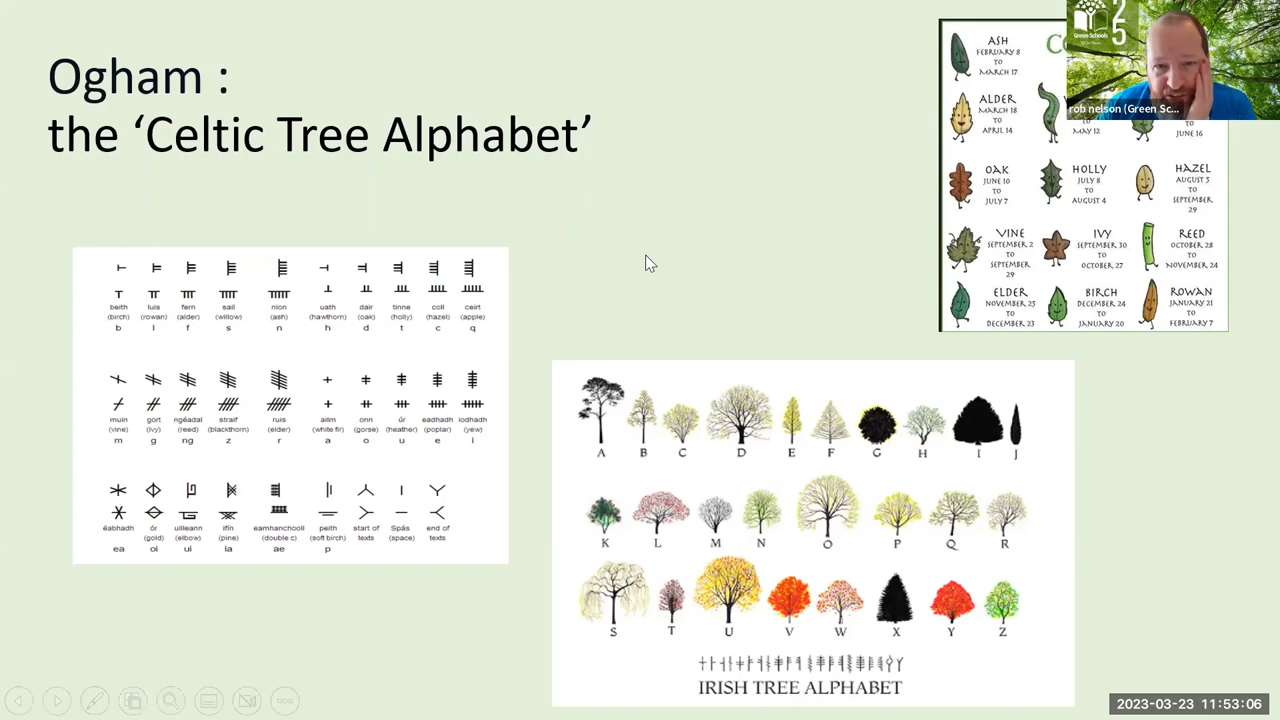 Ogham :
the ‘Celtic Tree Alphabet’
beith luis fern sail nion uath dair tinne coll ceirt
(birch) (rowan) (alder) (willow) (ash) (hawthorn) (oak) (holly) (hazel) (apple)
b l f s n h d t c q
muin gort ngéadal straif ruis ailm onn úr eadhadh iodhadh
(vine) (ivy) (reed) (blackthorn) (elder) (white fir) (gorse) (heather) (poplar) (yew)
m g ng z r a o u e i
éabhadh ór uilleann ifín eamhancholl peith start of Spás end of
(gold) (elbow) (pine) (double c) (soft birch) texts (space) texts
ea oi ui ia ae p
A B C D E F G H I J
K L M N O P Q R
S T U V W X Y Z
IRISH TREE ALPHABET
ASH
FEBRUARY 8
TO
MARCH 17
ALDER
MARCH 18
TO
APRIL 14
TO
MAY 12
TO
JUNE 16
OAK
JUNE 10
TO
JULY 7
HOLLY
JULY 8
TO
AUGUST 4
HAZEL
AUGUST 5
TO
SEPTEMBER
29
VINE
SEPTEMBER 2
TO
SEPTEMBER
29
IVY
SEPTEMBER 30
TO
OCTOBER 27
REED
OCTOBER 28
TO
NOVEMBER 24
ELDER
NOVEMBER 25
TO
DECEMBER 23
BIRCH
DECEMBER 24
TO
JANUARY 20
ROWAN
JANUARY 21
TO
FEBRUARY 7
Green-Schools
25
rob nelson (Green Sc...
2023-03-23 11:53:06